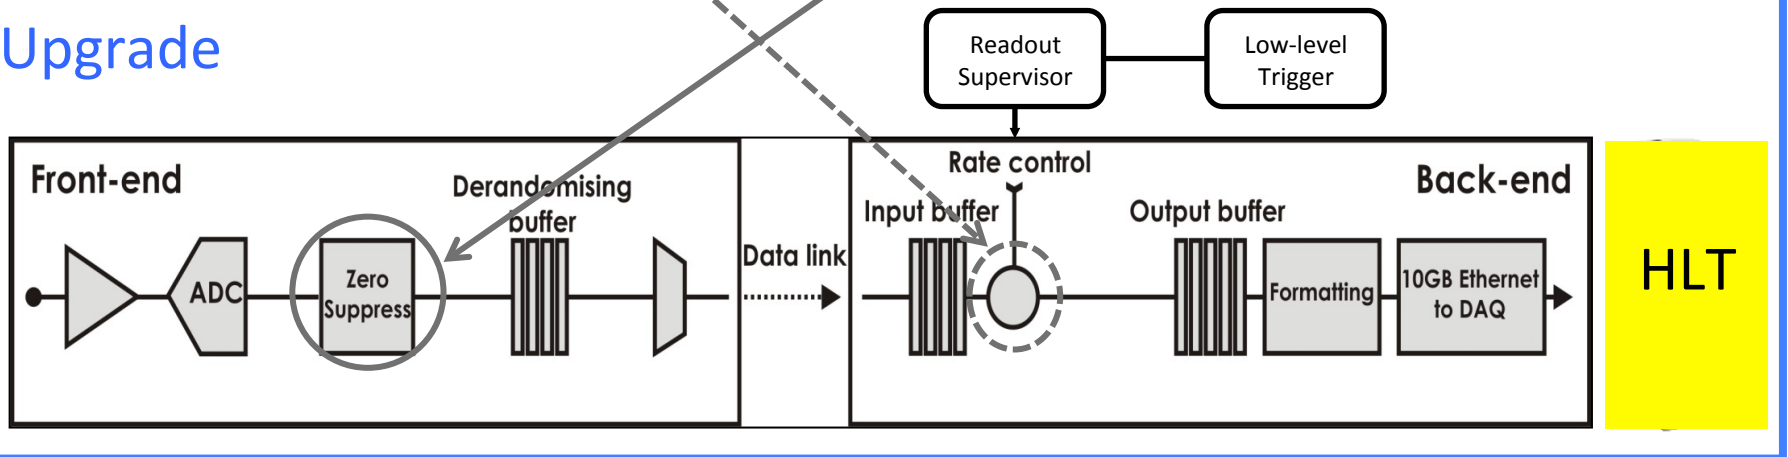 Upgrade
Readout
Supervisor
Low-level
Trigger
Front-end
ADC
Zero
Suppress
Derandomising
buffer
Data link
Rate control
Back-end
Input buffer
Output buffer
Formatting
10GB Ethernet
to DAQ
HLT